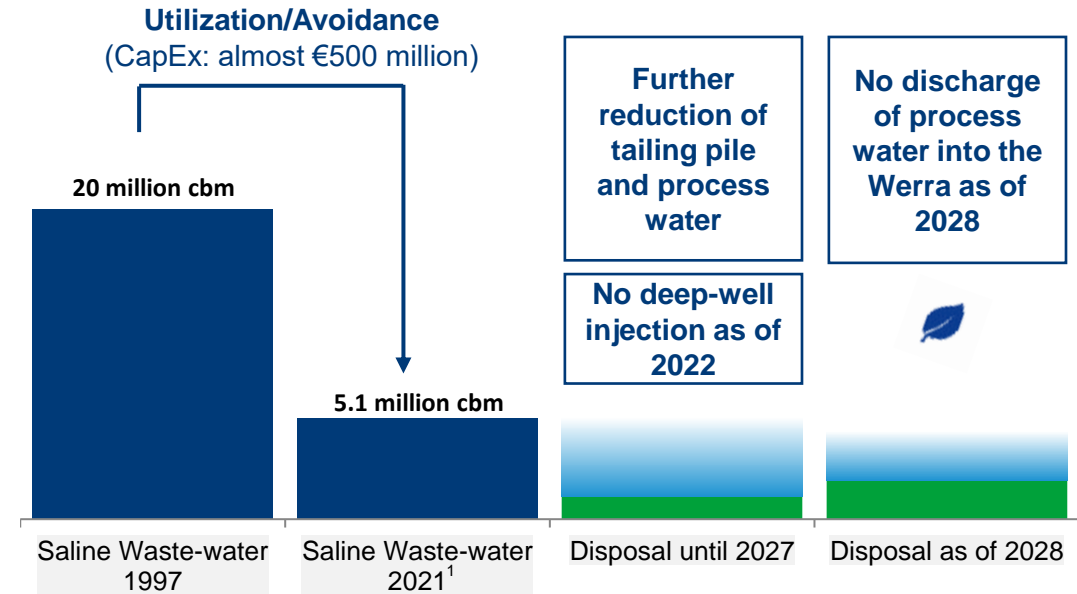 Utilization/Avoidance
(CapEx: almost €500 million)
20 million cbm
5.1 million cbm
Further
reduction of
tailing pile
and process
water
No deep-well
injection as of
2022
No discharge
of process
water into the
Werra as of
2028
Saline Waste-water
1997
Saline Waste-water
2021¹
Disposal until 2027
Disposal as of 2028